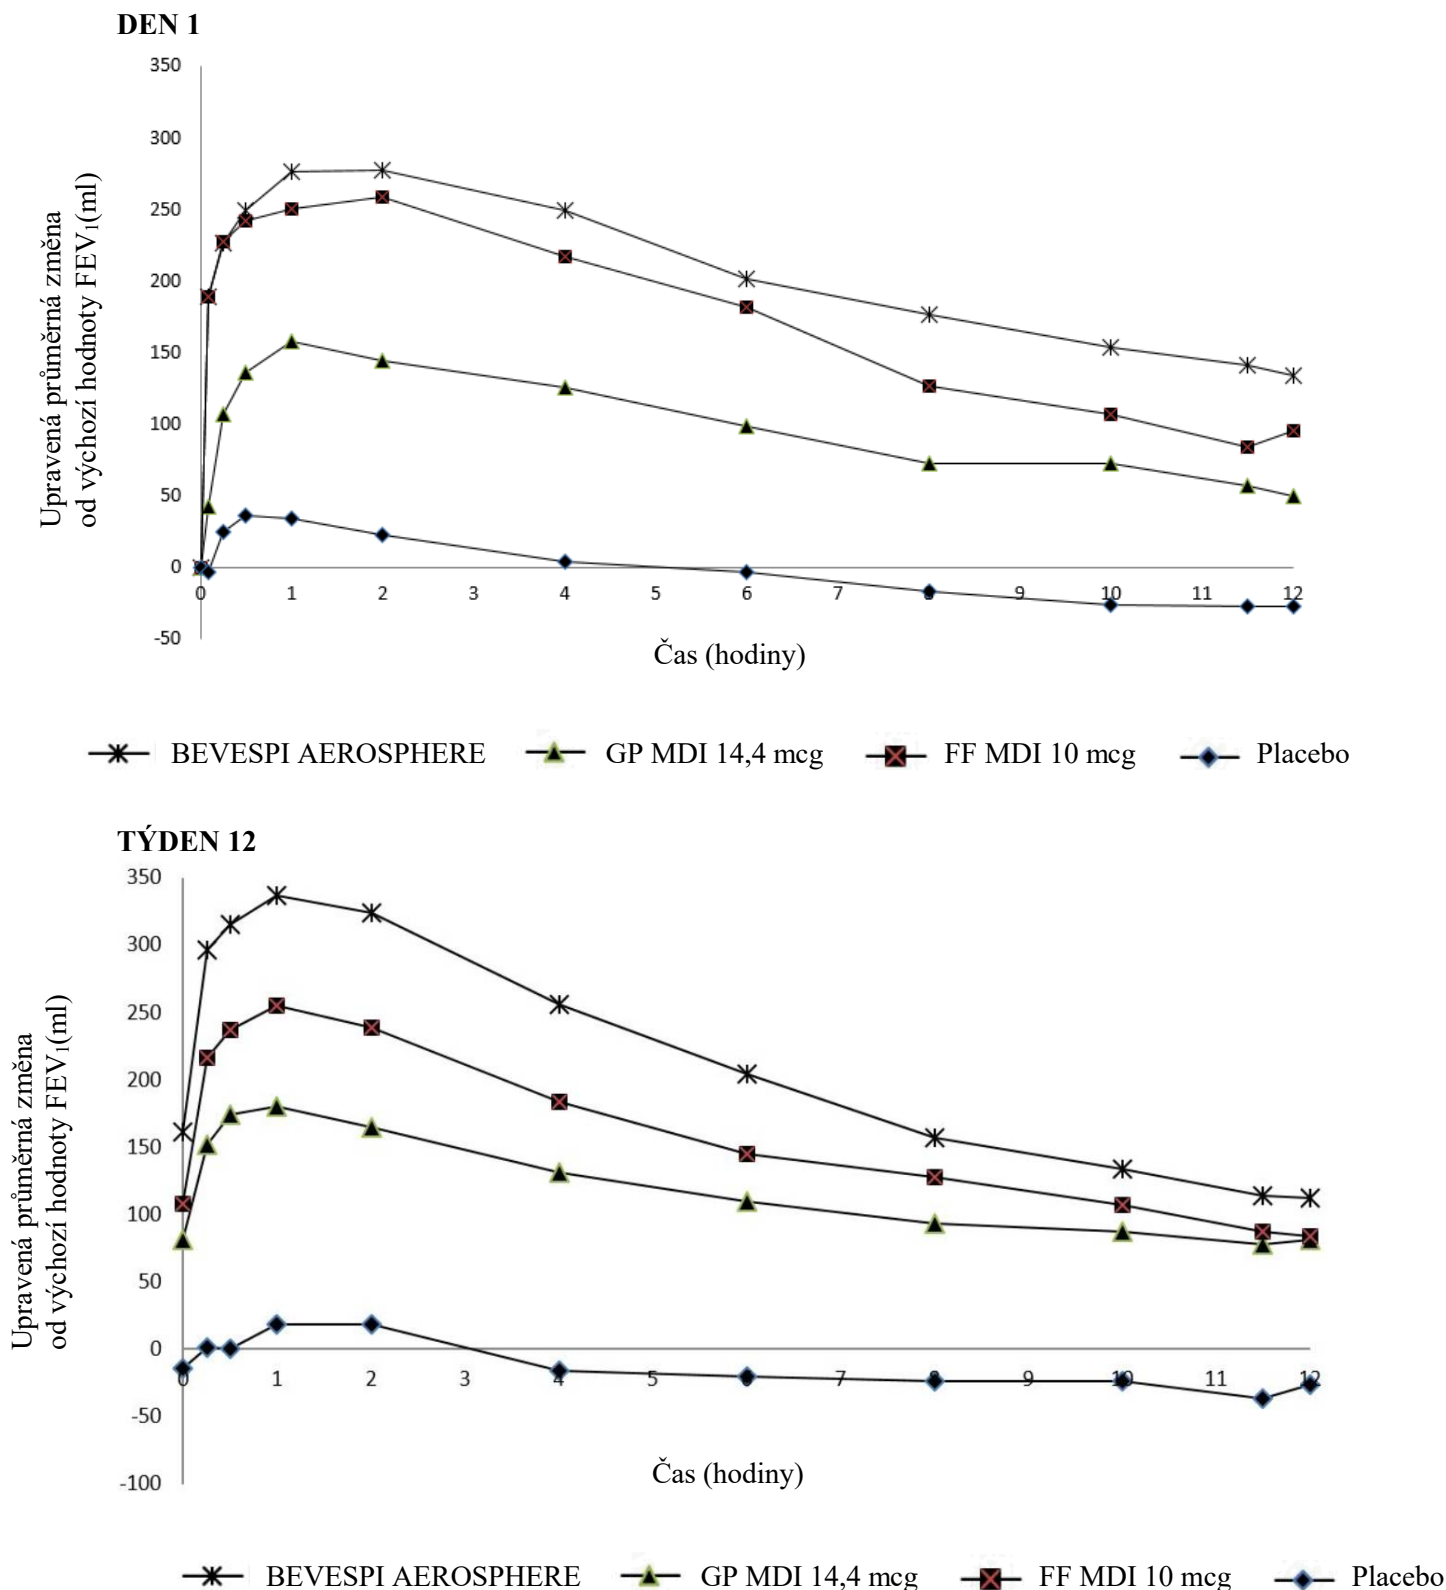 DEN 1
350
300
250
200
150
100
50
0
-50
Upravená průměrná změna
od výchozí hodnoty FEV₁(ml)
0 1 2 3 4 5 6 7 8 9 10 11 12
Čas (hodiny)
BEVESPI AEROSPHERE GP MDI 14,4 mcg FF MDI 10 mcg Placebo
TÝDEN 12
350
300
250
200
150
100
50
0
-50
-100
Upravená průměrná změna
od výchozí hodnoty FEV₁(ml)
0 1 2 3 4 5 6 7 8 9 10 11 12
Čas (hodiny)
BEVESPI AEROSPHERE GP MDI 14,4 mcg FF MDI 10 mcg Placebo